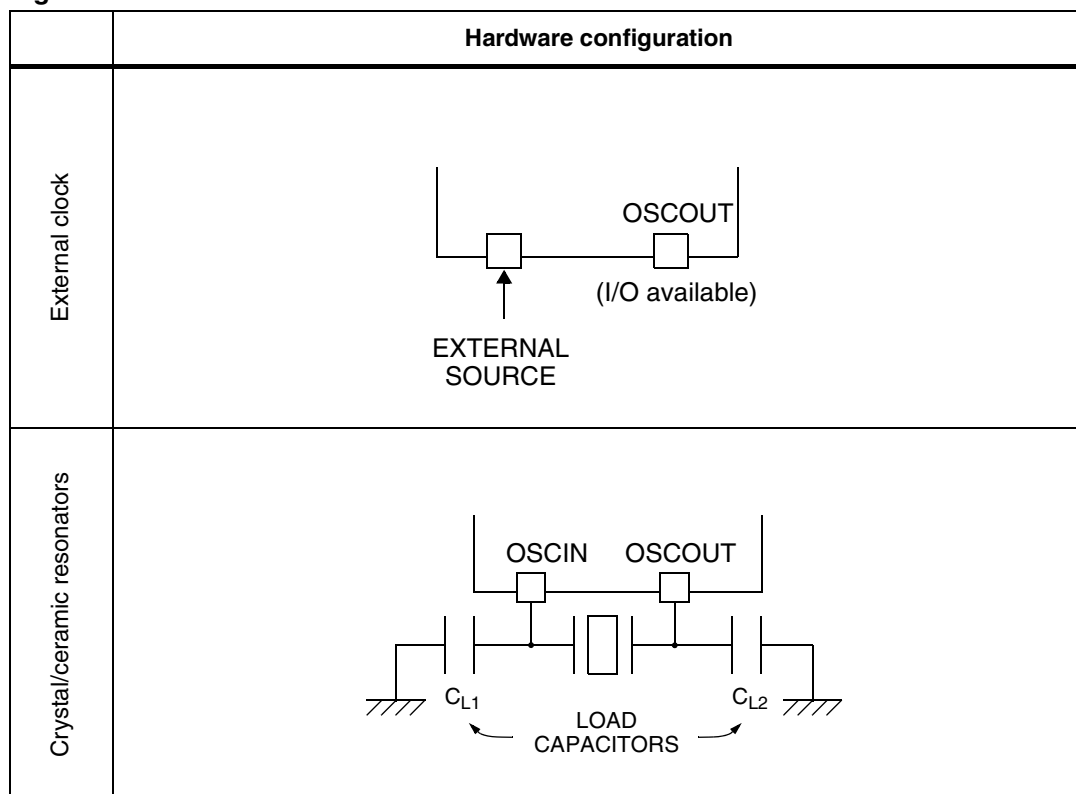 Hardware configuration
External clock
OSCOUT
(I/O available)
EXTERNAL
SOURCE
Crystal/ceramic resonators
OSCIN OSCOUT
CL1 CL2
LOAD
CAPACITORS